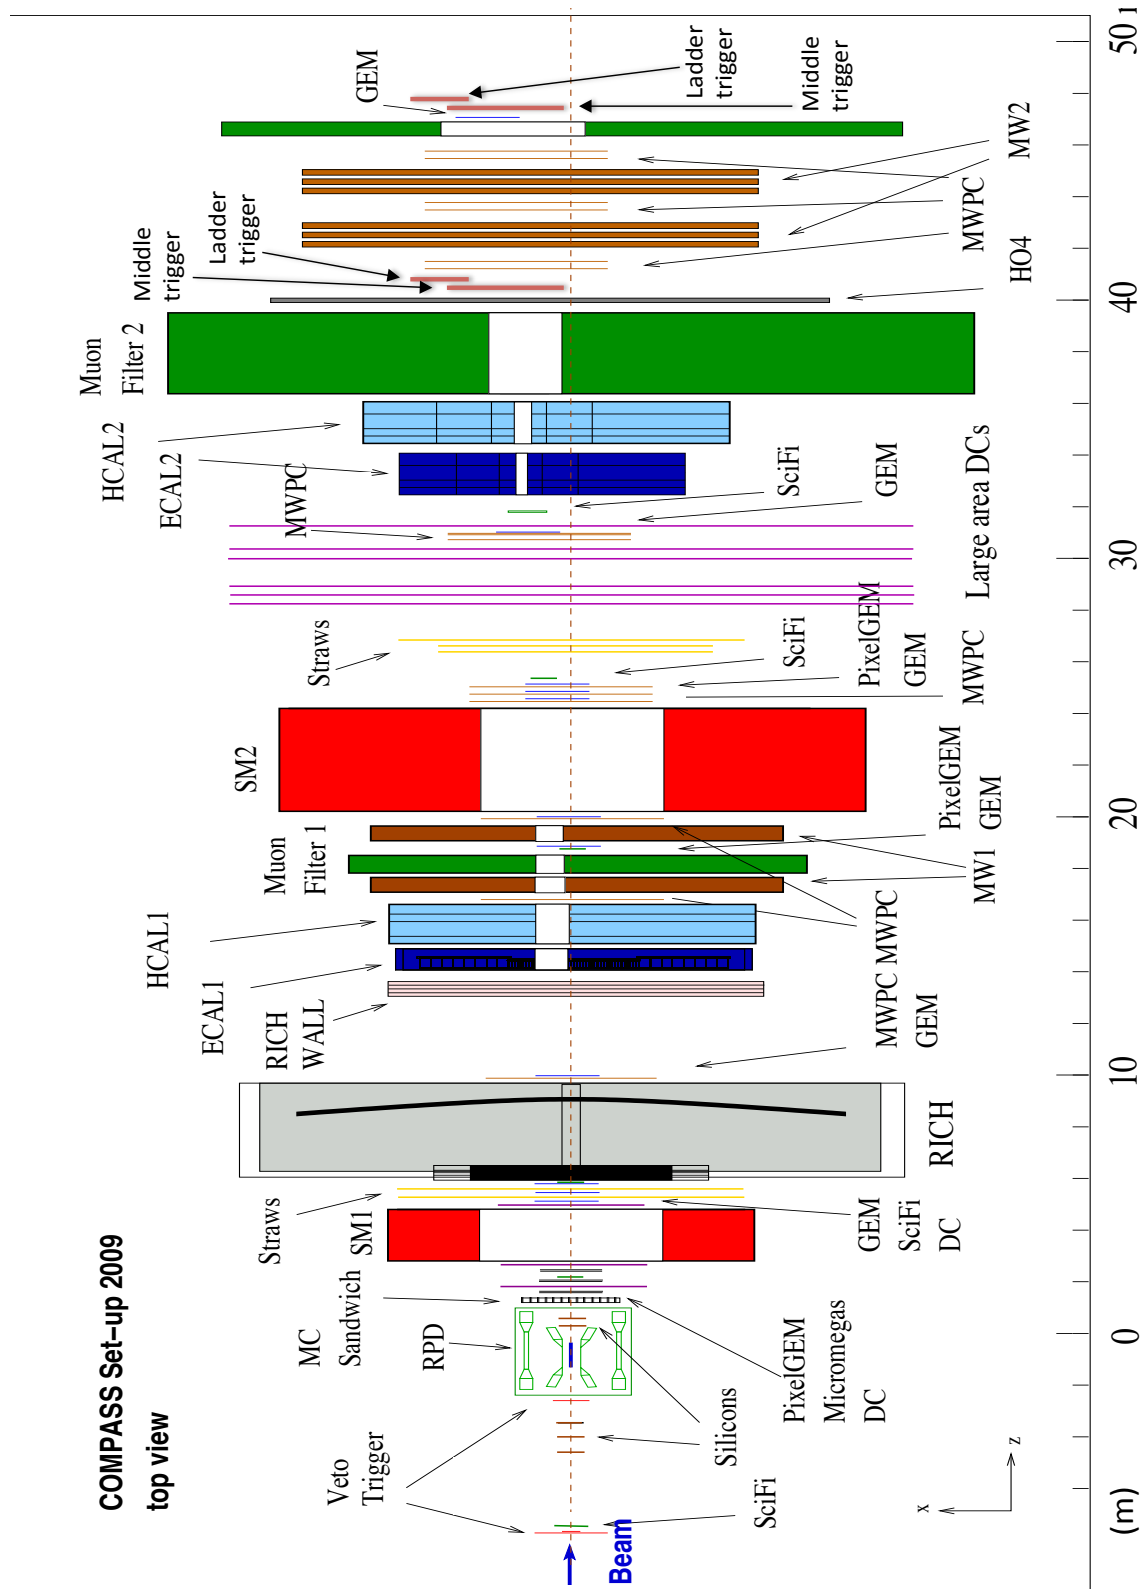 COMPASS Set-up 2009
top view
Veto
Trigger
RPD
MC
Sandwich
SM1
Straws
RICH
WALL
ECAL1
HCAL1
Muon
Filter 1
SM2
Straws
MWPC
ECAL2
HCAL2
Muon
Filter 2
Middle
trigger
Ladder
trigger
GEM
Ladder
trigger
Middle
trigger
Beam
SciFi
Silicons
PixelGEM
Micromegas
DC
GEM
SciFi
DC
RICH
MWPC
GEM
MWPC
MWPC
MW1
PixelGEM
GEM
MWPC
PixelGEM
GEM
SciFi
Large area DCs
SciFi
GEM
HO4
MWPC
MW2
x
z
(m)
0
10
20
30
40
50
1